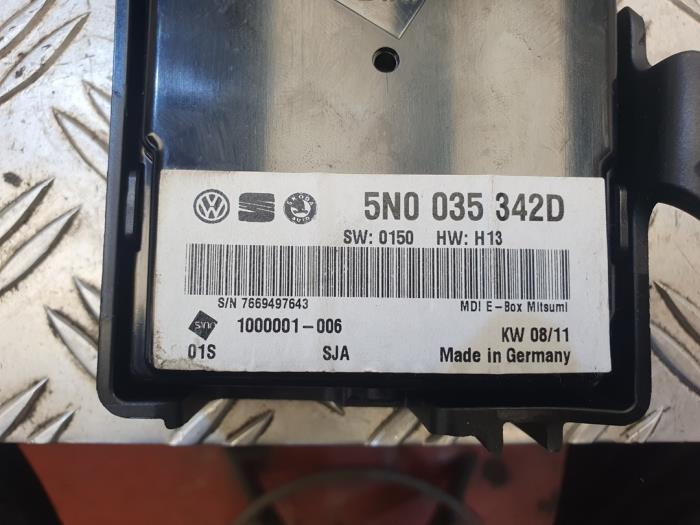 5N0 035 342D
SW: 0150 HW: H13
S/N 7669497643
MDI E-Box Mitsumi
1000001-006
KW 08/11
01S
SJA
Made in Germany